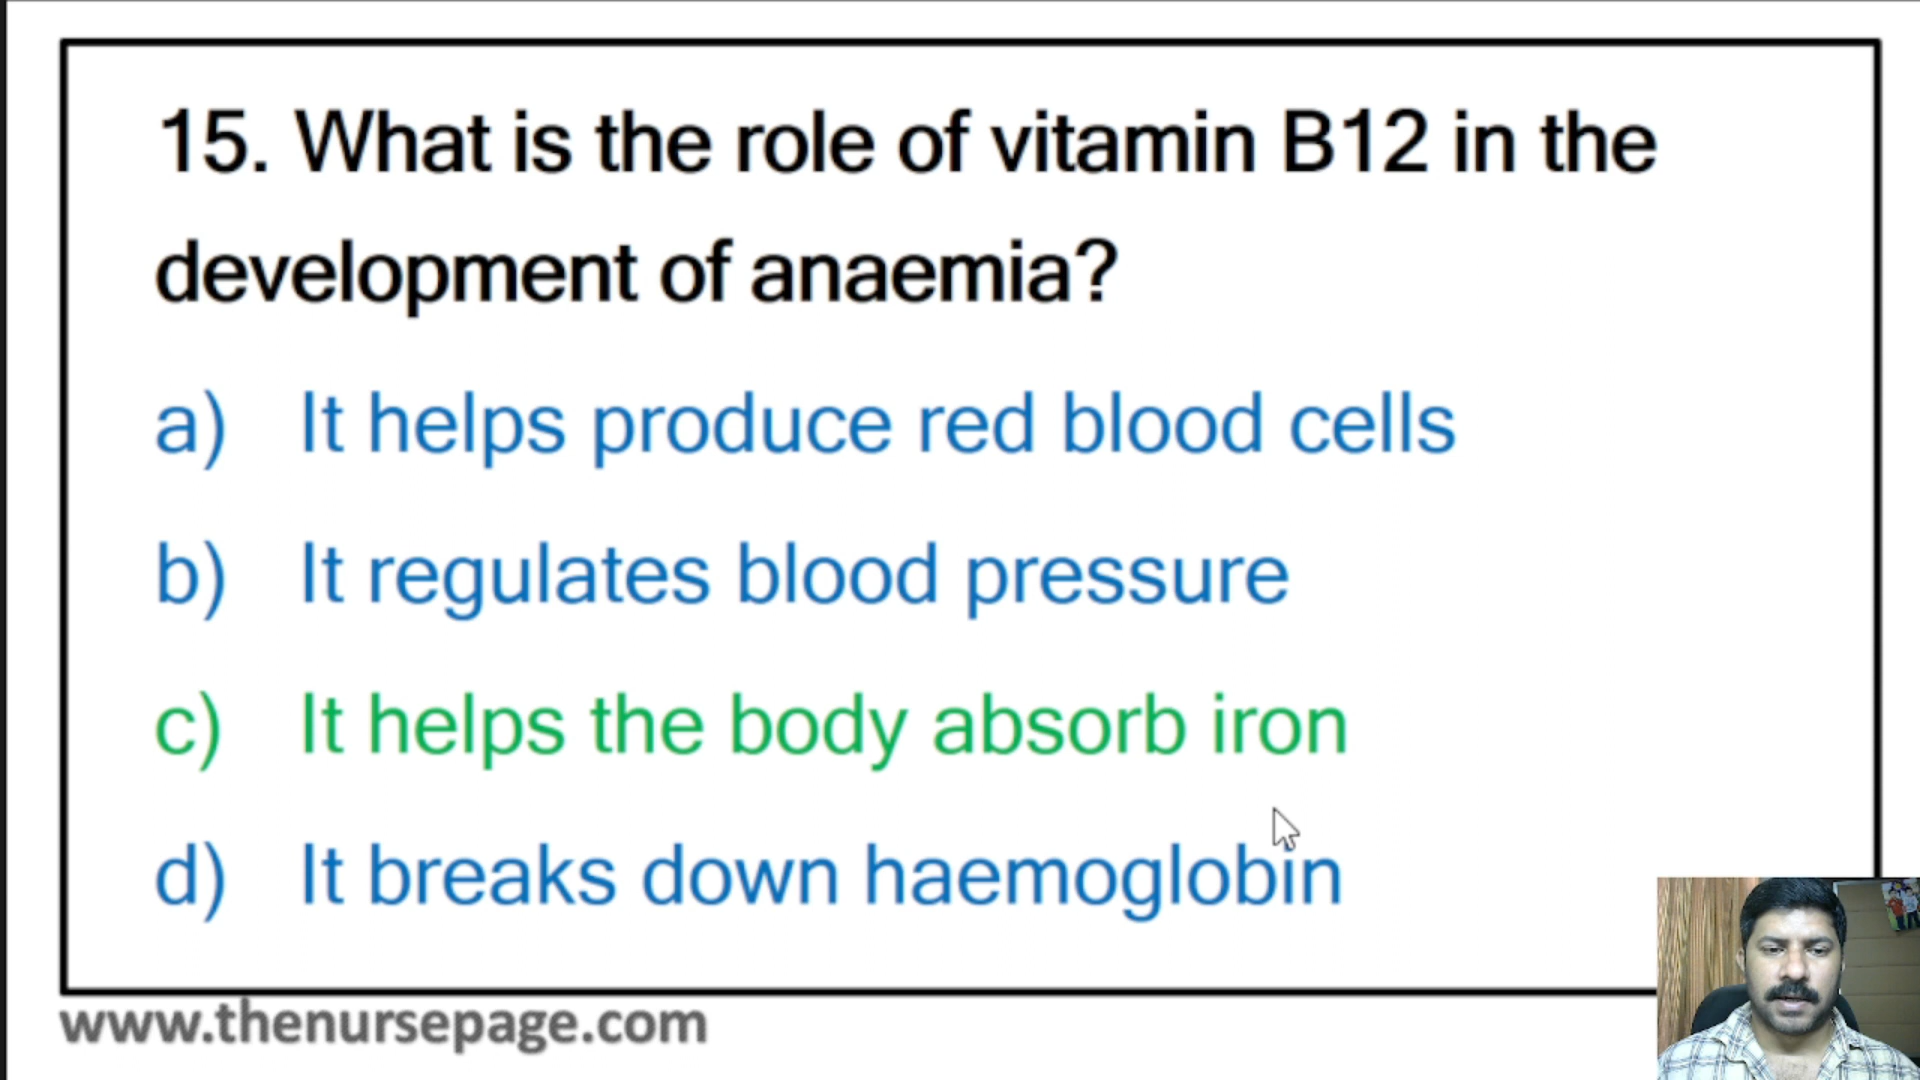 15. What is the role of vitamin B12 in the
development of anaemia?
a) It helps produce red blood cells
b) It regulates blood pressure
c) It helps the body absorb iron
d) It breaks down haemoglobin
www.thenursepage.com